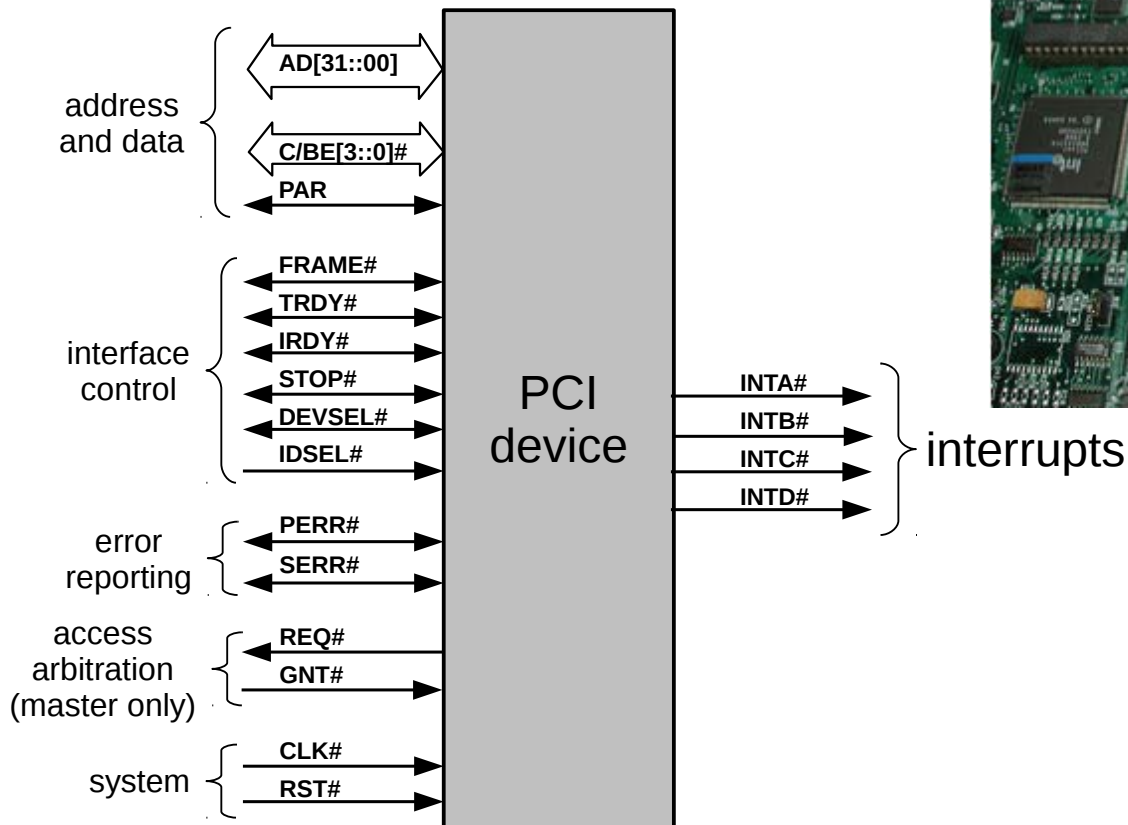 address
and data
AD[31::00]
C/BE[3::0]#
PAR
interface
control
FRAME#
TRDY#
IRDY#
STOP#
DEVSEL#
IDSEL#
error
reporting
PERR#
SERR#
access
arbitration
(master only)
REQ#
GNT#
system
CLK#
RST#
PCI
device
INTA#
INTB#
INTC#
INTD#
interrupts